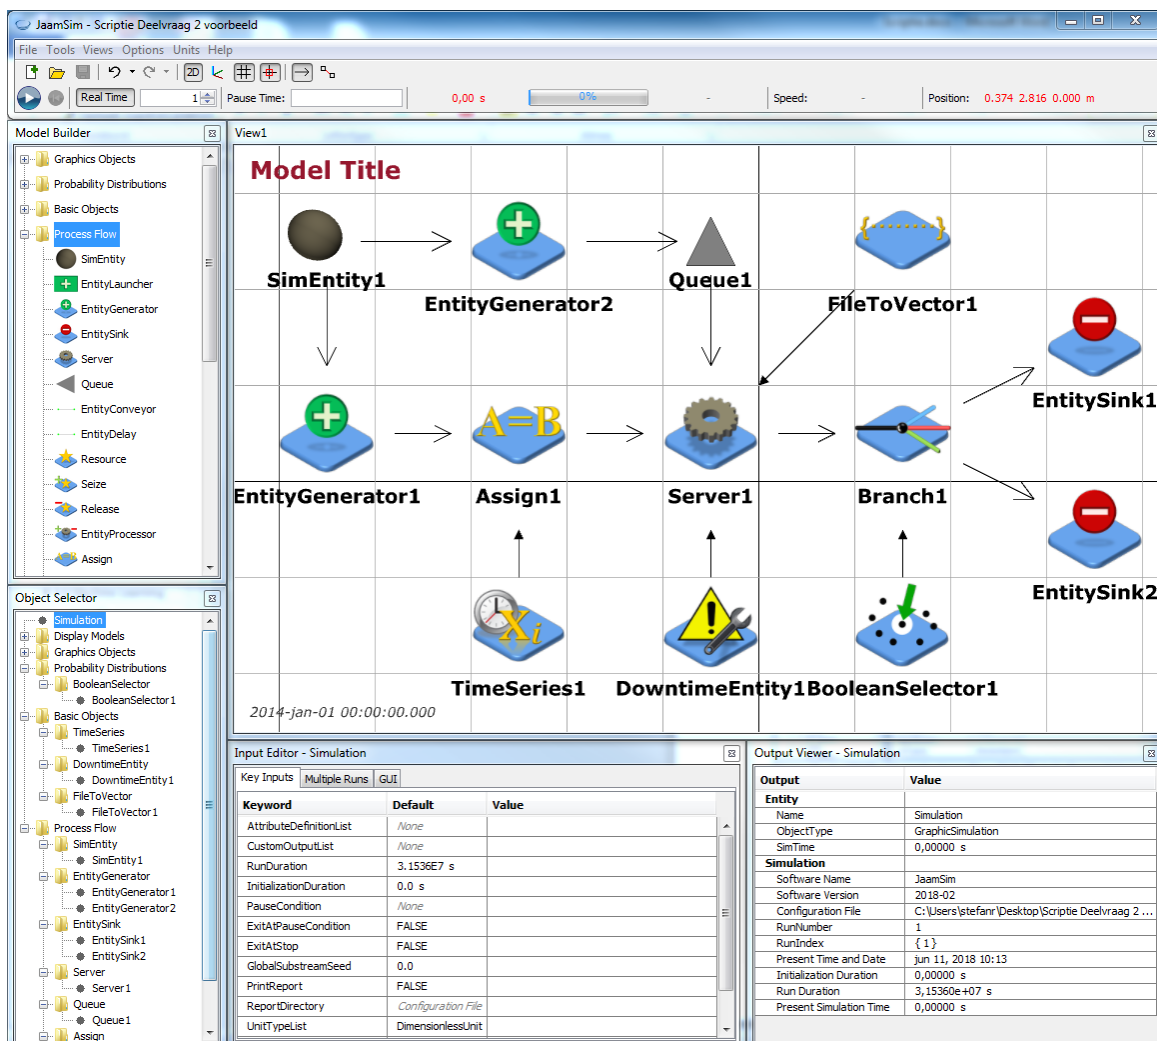 JaamSim - Scriptie Deelvraag 2 voorbeeld
File Tools Views Options Units Help
2D
Real Time 1 Pause Time: 0,00 s 0% - Speed: - Position: 0.374 2.816 0.000 m
Model Builder
Graphics Objects
Probability Distributions
Basic Objects
Process Flow
SimEntity
EntityLauncher
EntityGenerator
EntitySink
Server
Queue
EntityConveyor
EntityDelay
Resource
Seize
Release
EntityProcessor
Assign
View1
Model Title
SimEntity1
EntityGenerator2
Queue1
FileToVector1
EntitySink1
EntityGenerator1
A=B
Assign1
Server1
Branch1
EntitySink2
Xi
TimeSeries1
DowntimeEntity1
BooleanSelector1
2014-jan-01 00:00:00.000
Object Selector
Simulation
Display Models
Graphics Objects
Probability Distributions
BooleanSelector
BooleanSelector1
Basic Objects
TimeSeries
TimeSeries1
DowntimeEntity
DowntimeEntity1
FileToVector
FileToVector1
Process Flow
SimEntity
SimEntity1
EntityGenerator
EntityGenerator1
EntityGenerator2
EntitySink
EntitySink1
EntitySink2
Server
Server1
Queue
Queue1
Assign
Input Editor - Simulation
Key Inputs Multiple Runs GUI
Keyword Default Value
AttributeDefinitionList None
CustomOutputList None
RunDuration 3.1536E7 s
InitializationDuration 0.0 s
PauseCondition None
ExitAtPauseCondition FALSE
ExitAtStop FALSE
GlobalSubstreamSeed 0.0
PrintReport FALSE
ReportDirectory Configuration File
UnitTypeList DimensionlessUnit
Output Viewer - Simulation
Output Value
Entity
Name Simulation
ObjectType GraphicSimulation
SimTime 0,00000 s
Simulation
Software Name JaamSim
Software Version 2018-02
Configuration File C:\Users\stefanr\Desktop\Scriptie Deelvraag 2 ...
RunNumber 1
RunIndex { 1 }
Present Time and Date jun 11, 2018 10:13
Initialization Duration 0,00000 s
Run Duration 3,15360e+07 s
Present Simulation Time 0,00000 s